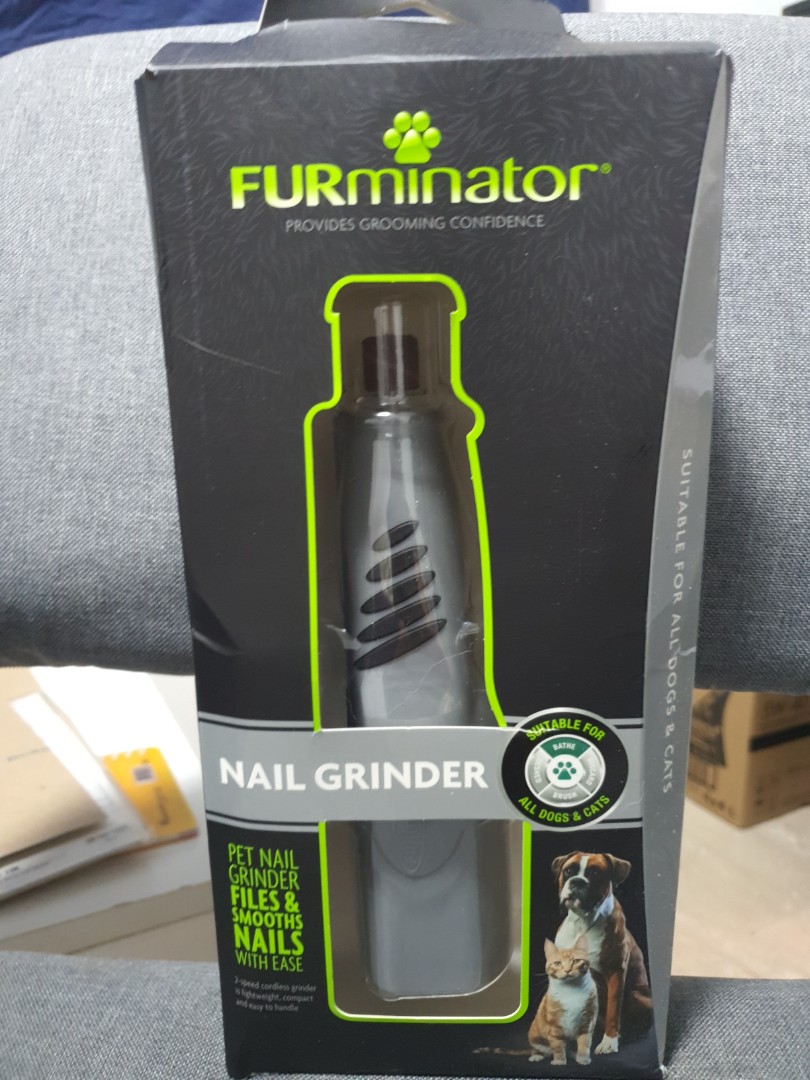 FURminator®
PROVIDES GROOMING CONFIDENCE
SUITABLE FOR ALL DOGS & CATS
NAIL GRINDER
SUITABLE FOR
BATHE
BRUSH
ALL DOGS & CATS
PET NAIL
GRINDER
FILES &
SMOOTHS
NAILS
WITH EASE
2-speed cordless grinder
is lightweight, compact
and easy to handle